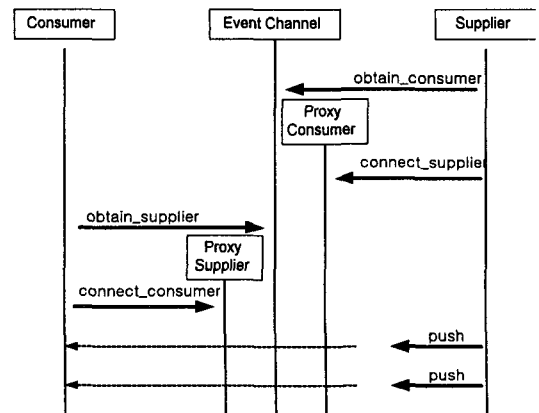 Consumer
Event Channel
Supplier
obtain_consumer
Proxy
Consumer
connect_supplier
obtain_supplier
Proxy
Supplier
connect_consumer
push
push